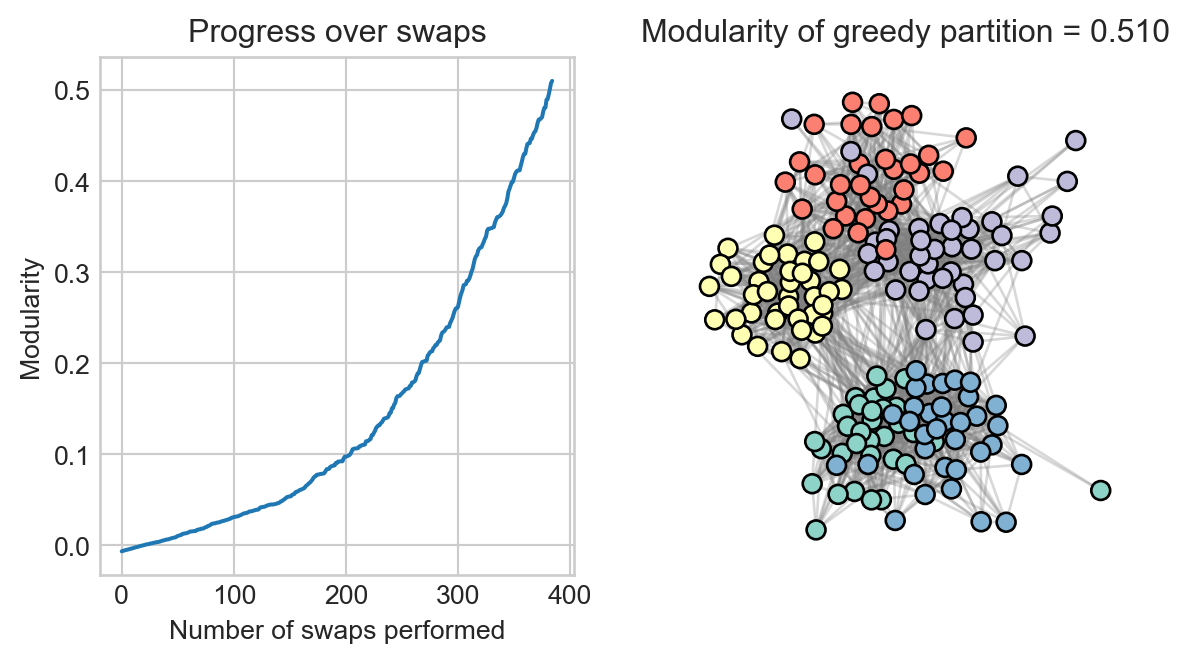 Progress over swaps
Modularity of greedy partition = 0.510
Modularity
0.5
0.4
0.3
0.2
0.1
0.0
0 100 200 300 400
Number of swaps performed